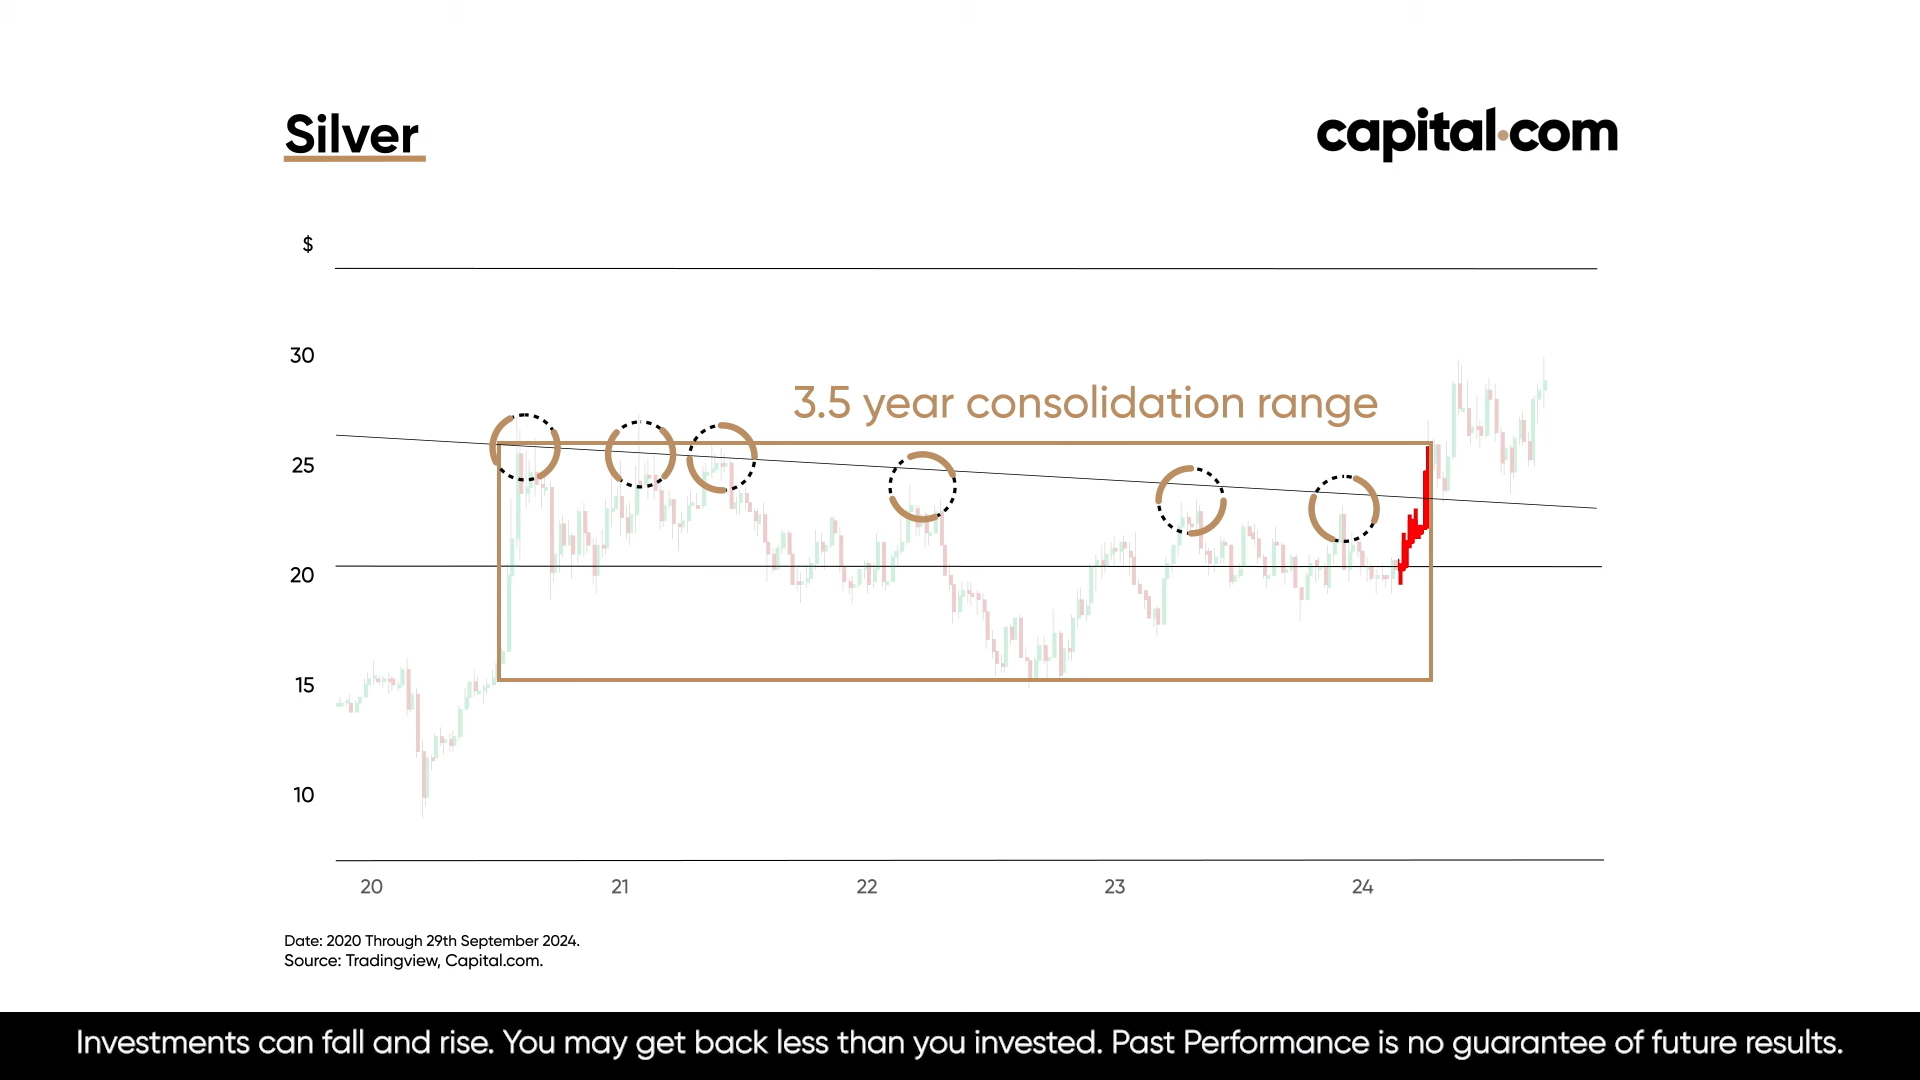 Silver
capital.com
$
30
3.5 year consolidation range
25
20
15
10
20 21 22 23 24
Date: 2020 Through 29th September 2024.
Source: Tradingview, Capital.com.
Investments can fall and rise. You may get back less than you invested. Past Performance is no guarantee of future results.